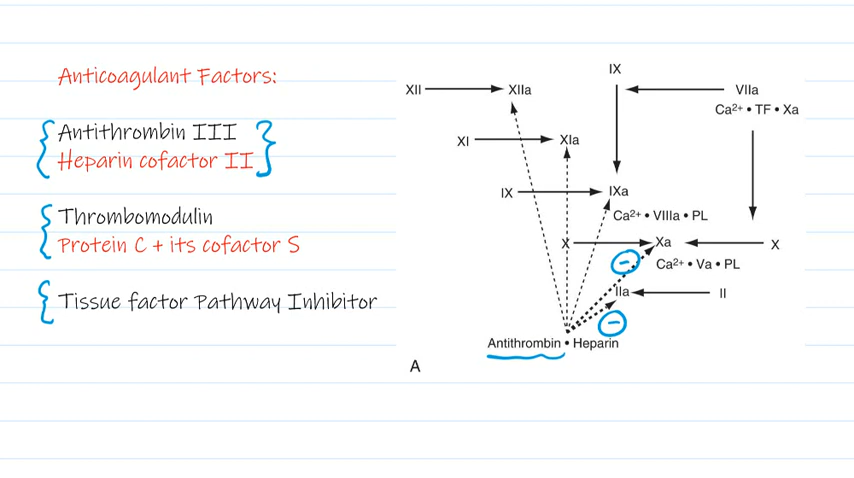 Anticoagulant Factors:
Antithrombin III
Heparin cofactor II
Thrombomodulin
Protein C + its cofactor S
Tissue factor Pathway Inhibitor
IX
XII
XIIa
VIIa
Ca²⁺ • TF • Xa
XI
XIa
IX
IXa
Ca²⁺ • VIIIa • PL
X
Xa
X
Ca²⁺ • Va • PL
IIa
II
Antithrombin • Heparin
A